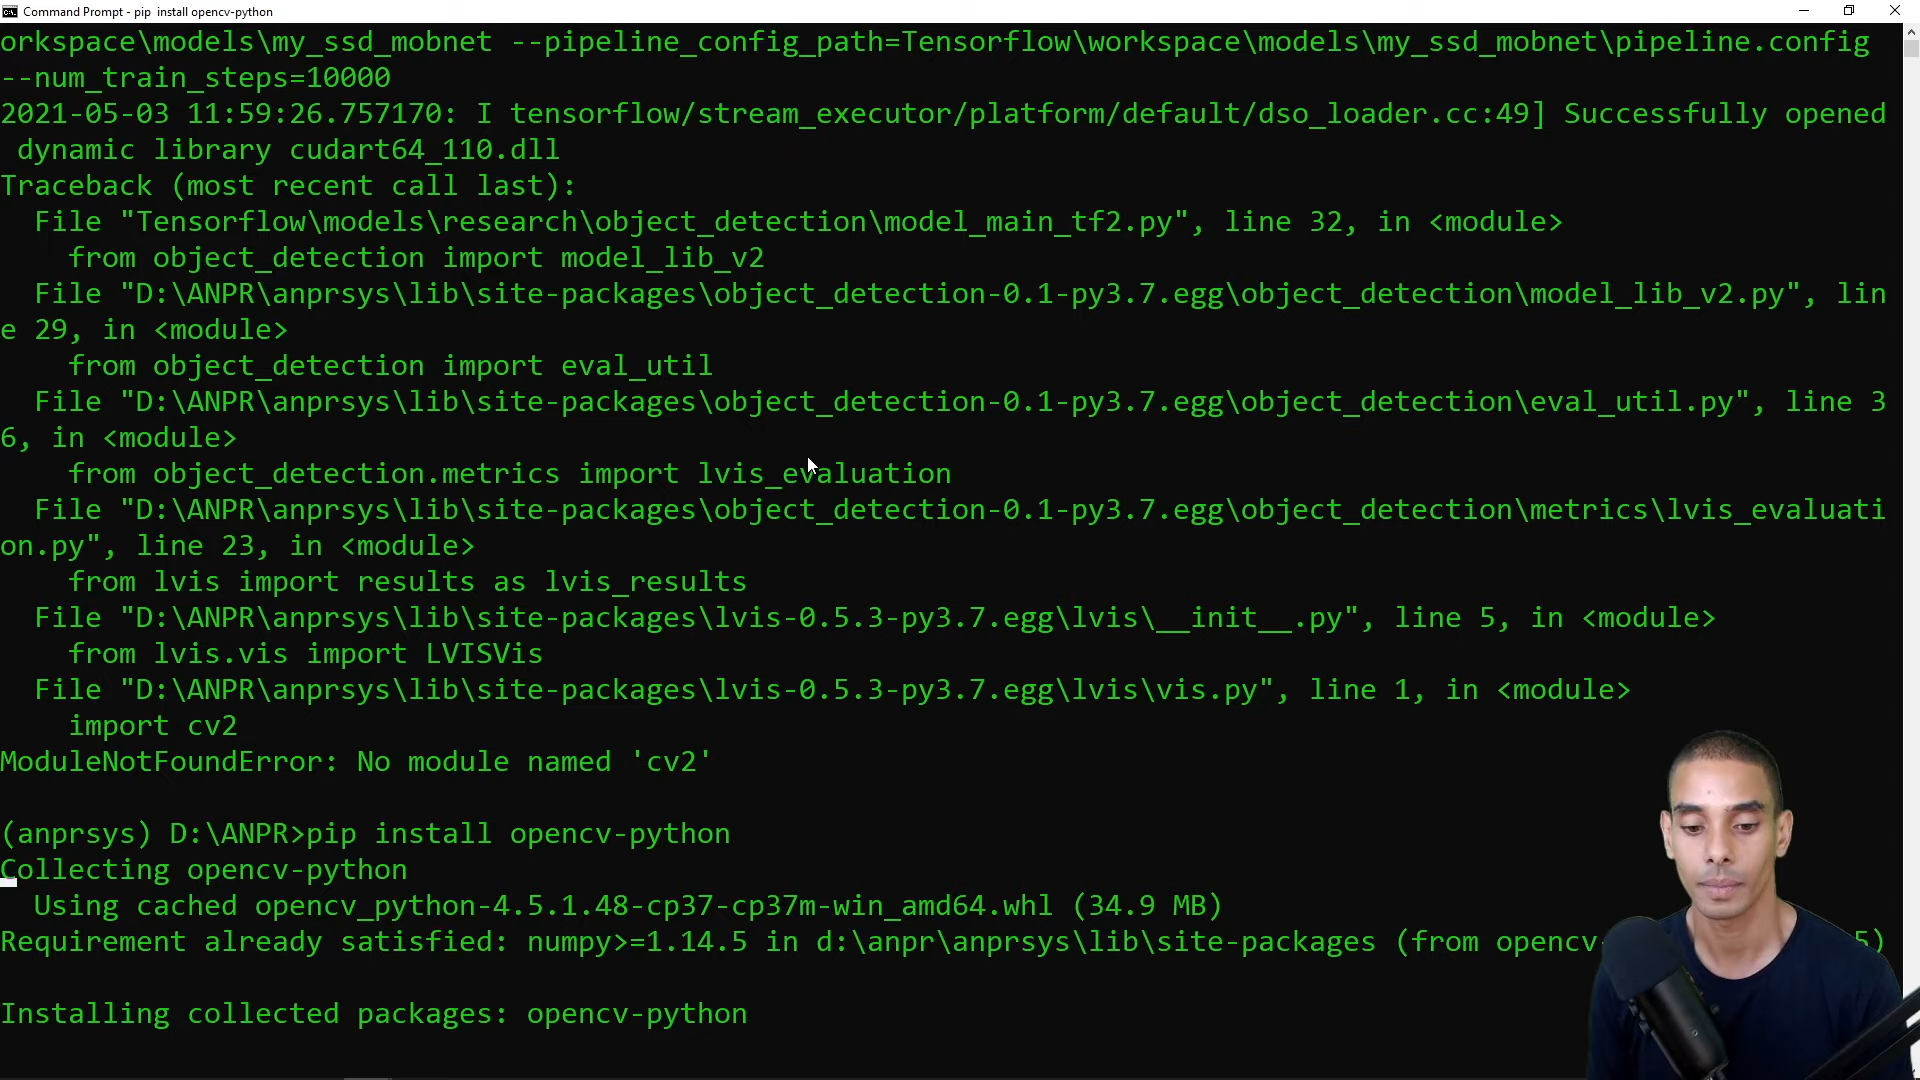 Command Prompt - pip install opencv-python
orkspace\models\my_ssd_mobnet --pipeline_config_path=Tensorflow\workspace\models\my_ssd_mobnet\pipeline.config
--num_train_steps=10000
2021-05-03 11:59:26.757170: I tensorflow/stream_executor/platform/default/dso_loader.cc:49] Successfully opened
 dynamic library cudart64_110.dll
Traceback (most recent call last):
  File "Tensorflow\models\research\object_detection\model_main_tf2.py", line 32, in <module>
    from object_detection import model_lib_v2
  File "D:\ANPR\anprsys\lib\site-packages\object_detection-0.1-py3.7.egg\object_detection\model_lib_v2.py", lin
e 29, in <module>
    from object_detection import eval_util
  File "D:\ANPR\anprsys\lib\site-packages\object_detection-0.1-py3.7.egg\object_detection\eval_util.py", line 3
6, in <module>
    from object_detection.metrics import lvis_evaluation
  File "D:\ANPR\anprsys\lib\site-packages\object_detection-0.1-py3.7.egg\object_detection\metrics\lvis_evaluati
on.py", line 23, in <module>
    from lvis import results as lvis_results
  File "D:\ANPR\anprsys\lib\site-packages\lvis-0.5.3-py3.7.egg\lvis\__init__.py", line 5, in <module>
    from lvis.vis import LVISVis
  File "D:\ANPR\anprsys\lib\site-packages\lvis-0.5.3-py3.7.egg\lvis\vis.py", line 1, in <module>
    import cv2
ModuleNotFoundError: No module named 'cv2'
(anprsys) D:\ANPR>pip install opencv-python
Collecting opencv-python
  Using cached opencv_python-4.5.1.48-cp37-cp37m-win_amd64.whl (34.9 MB)
Requirement already satisfied: numpy>=1.14.5 in d:\anpr\anprsys\lib\site-packages (from opencv- 5)
Installing collected packages: opencv-python